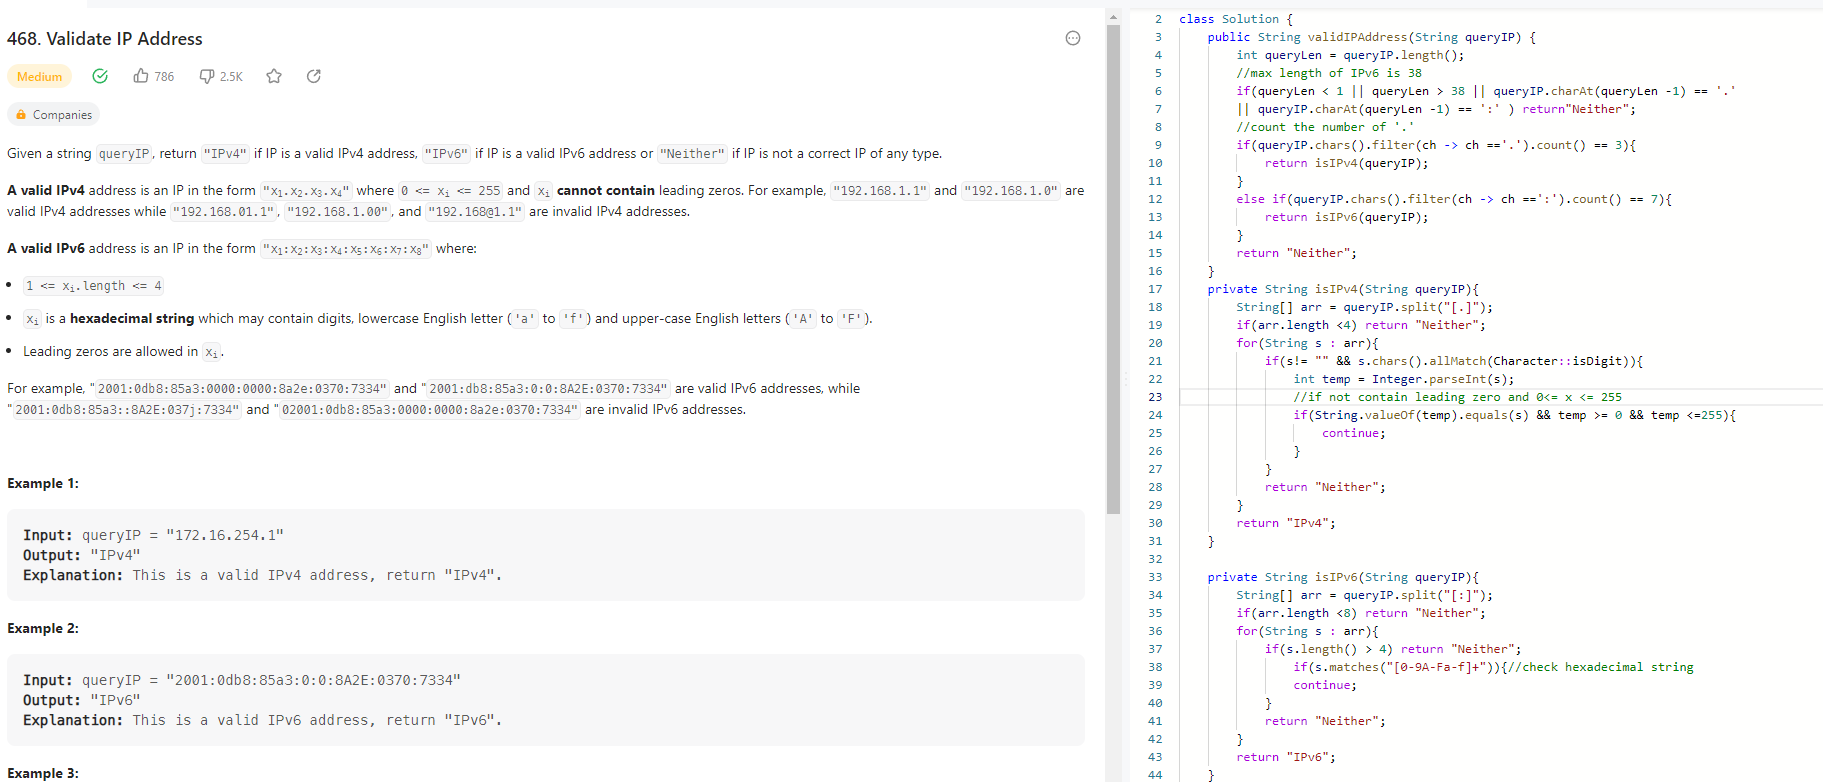 468. Validate IP Address
Medium 786 2.5K
Companies
Given a string queryIP, return "IPv4" if IP is a valid IPv4 address, "IPv6" if IP is a valid IPv6 address or "Neither" if IP is not a correct IP of any type.
A valid IPv4 address is an IP in the form "x1.x2.x3.x4" where 0 <= xi <= 255 and xi cannot contain leading zeros. For example, "192.168.1.1" and "192.168.1.0" are
valid IPv4 addresses while "192.168.01.1", "192.168.1.00", and "192.168@1.1" are invalid IPv4 addresses.
A valid IPv6 address is an IP in the form "x1:x2:x3:x4:x5:x6:x7:x8" where:
• 1 <= xi.length <= 4
• xi is a hexadecimal string which may contain digits, lowercase English letter ('a' to 'f') and upper-case English letters ('A' to 'F').
• Leading zeros are allowed in xi.
For example, "2001:0db8:85a3:0000:0000:8a2e:0370:7334" and "2001:db8:85a3:0:0:8A2E:0370:7334" are valid IPv6 addresses, while
"2001:0db8:85a3::8A2E:037j:7334" and "02001:0db8:85a3:0000:0000:8a2e:0370:7334" are invalid IPv6 addresses.
Example 1:
Input: queryIP = "172.16.254.1"
Output: "IPv4"
Explanation: This is a valid IPv4 address, return "IPv4".
Example 2:
Input: queryIP = "2001:0db8:85a3:0:0:8A2E:0370:7334"
Output: "IPv6"
Explanation: This is a valid IPv6 address, return "IPv6".
Example 3:
2 class Solution {
3 public String validIPAddress(String queryIP) {
4 int queryLen = queryIP.length();
5 //max length of IPv6 is 38
6 if(queryLen < 1 || queryLen > 38 || queryIP.charAt(queryLen -1) == '.'
7 || queryIP.charAt(queryLen -1) == ':' ) return"Neither";
8 //count the number of '.'
9 if(queryIP.chars().filter(ch -> ch =='.').count() == 3){
10 return isIPv4(queryIP);
11 }
12 else if(queryIP.chars().filter(ch -> ch ==':').count() == 7){
13 return isIPv6(queryIP);
14 }
15 return "Neither";
16 }
17 private String isIPv4(String queryIP){
18 String[] arr = queryIP.split("[.]");
19 if(arr.length <4) return "Neither";
20 for(String s : arr){
21 if(s!= "" && s.chars().allMatch(Character::isDigit)){
22 int temp = Integer.parseInt(s);
23 //if not contain leading zero and 0<= x <= 255
24 if(String.valueOf(temp).equals(s) && temp >= 0 && temp <=255){
25 continue;
26 }
27 }
28 return "Neither";
29 }
30 return "IPv4";
31 }
32
33 private String isIPv6(String queryIP){
34 String[] arr = queryIP.split("[:]");
35 if(arr.length <8) return "Neither";
36 for(String s : arr){
37 if(s.length() > 4) return "Neither";
38 if(s.matches("[0-9A-Fa-f]+")){//check hexadecimal string
39 continue;
40 }
41 return "Neither";
42 }
43 return "IPv6";
44 }